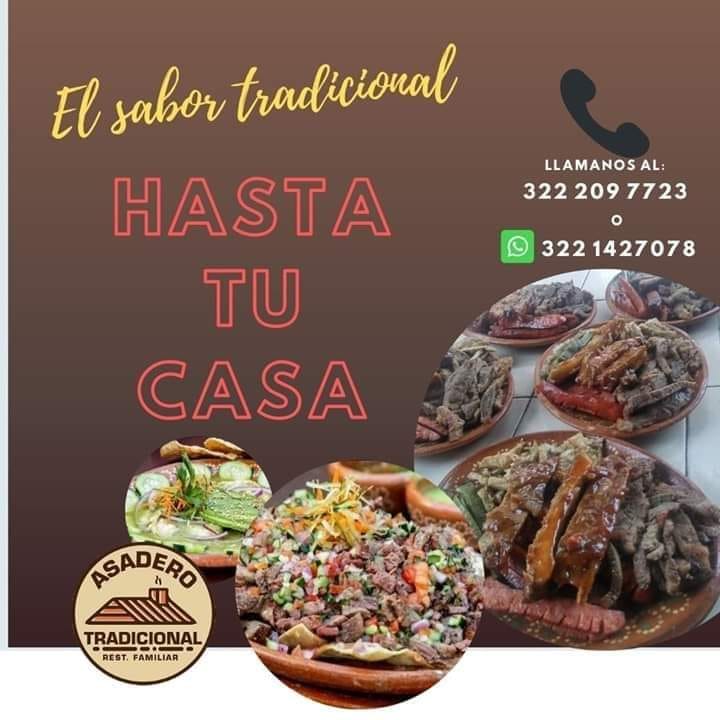 El sabor tradicional
HASTA
TU
CASA
LLAMANOS AL:
322 209 7723
O
322 1427078
ASADERO
TRADICIONAL
REST. FAMILIAR